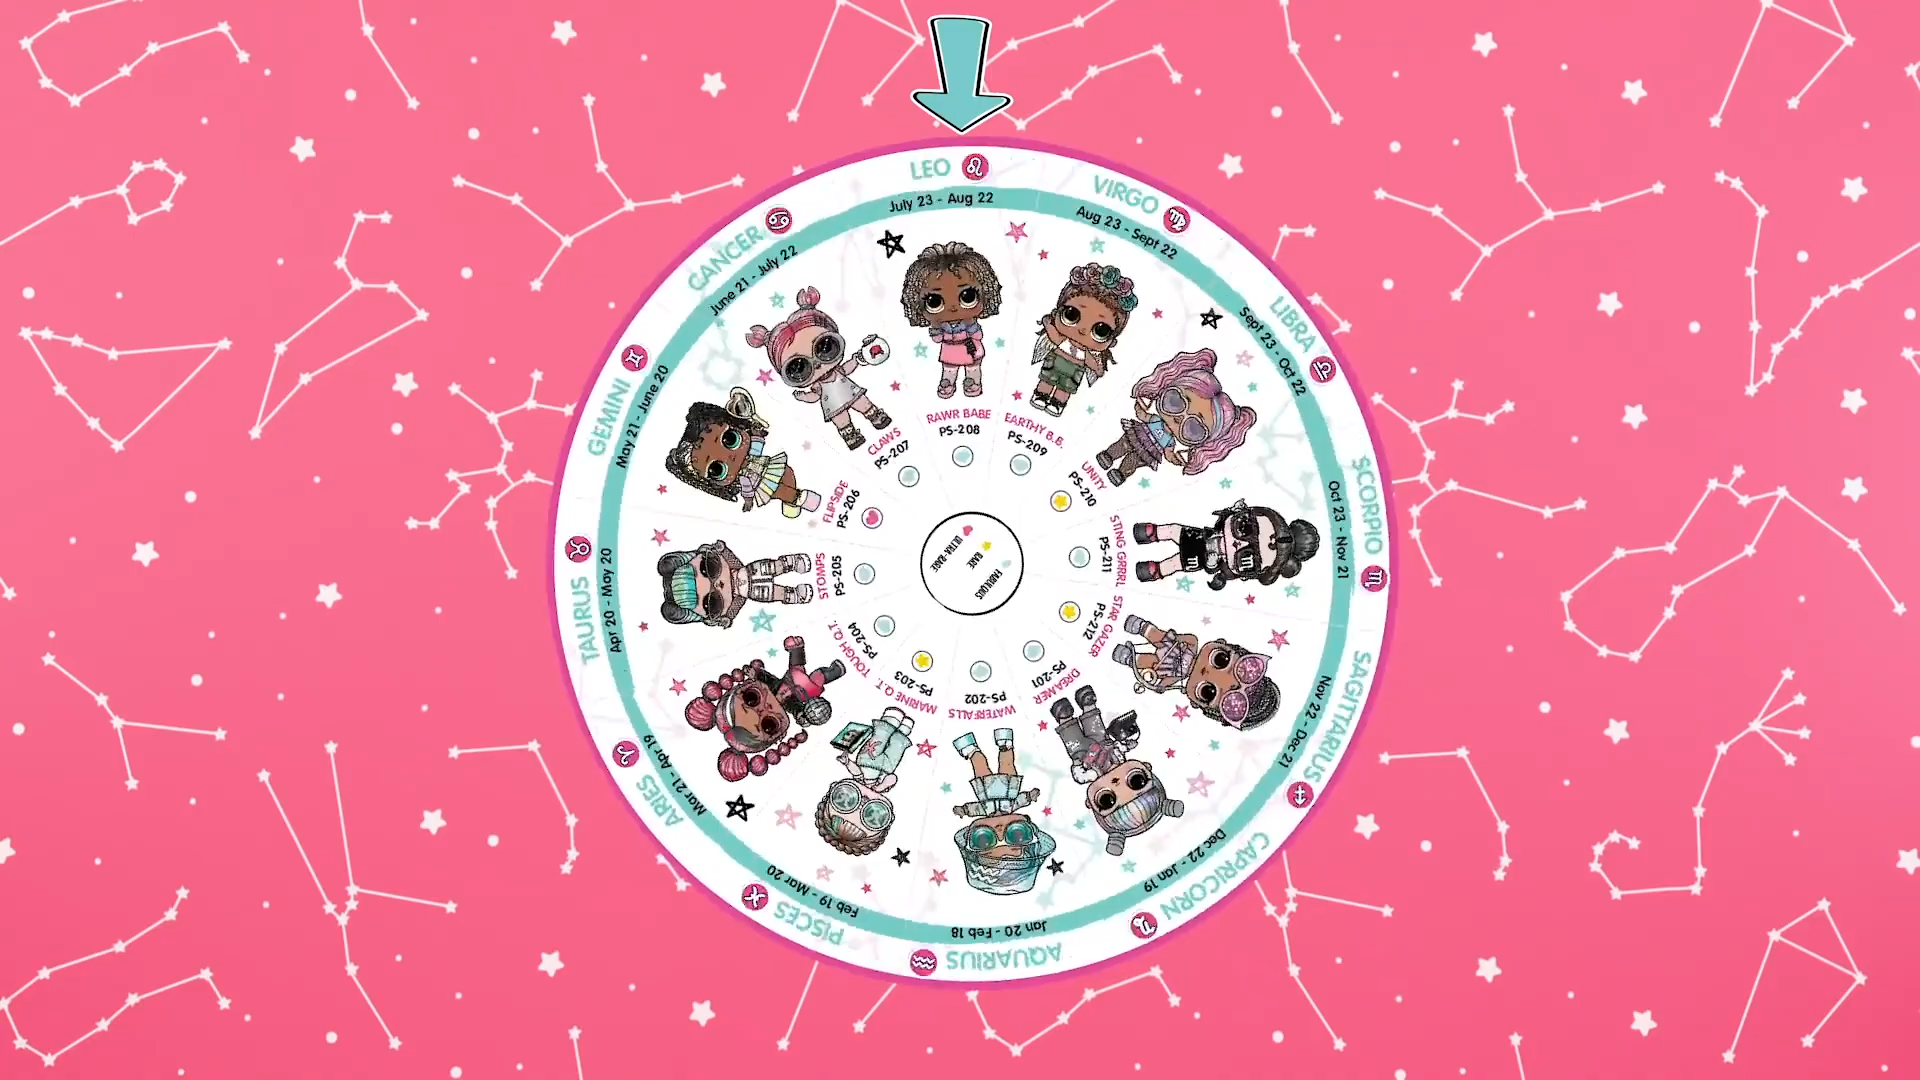 LEO
July 23 - Aug 22
RAWR BABE
PS-208
VIRGO
Aug 23 - Sept 22
EARTHY B.B.
PS-209
LIBRA
Sept 23 - Oct 22
UNITY
PS-210
SCORPIO
Oct 23 - Nov 21
STING GRRRL
PS-211
SAGITTARIUS
Nov 22 - Dec 21
STAR GAZER
PS-212
CAPRICORN
Dec 22 - Jan 19
DREAMER
PS-201
AQUARIUS
Jan 20 - Feb 18
WATERFALLS
PS-202
PISCES
Feb 19 - Mar 20
MARINE Q.T.
PS-203
ARIES
Mar 21 - Apr 19
TOUGH Q.T.
PS-204
TAURUS
Apr 20 - May 20
STOMPS
PS-205
GEMINI
May 21 - June 20
FLIPSIDE
PS-206
CANCER
June 21 - July 22
CLAWS
PS-207
FABULOUS
RARE
ULTRA-RARE